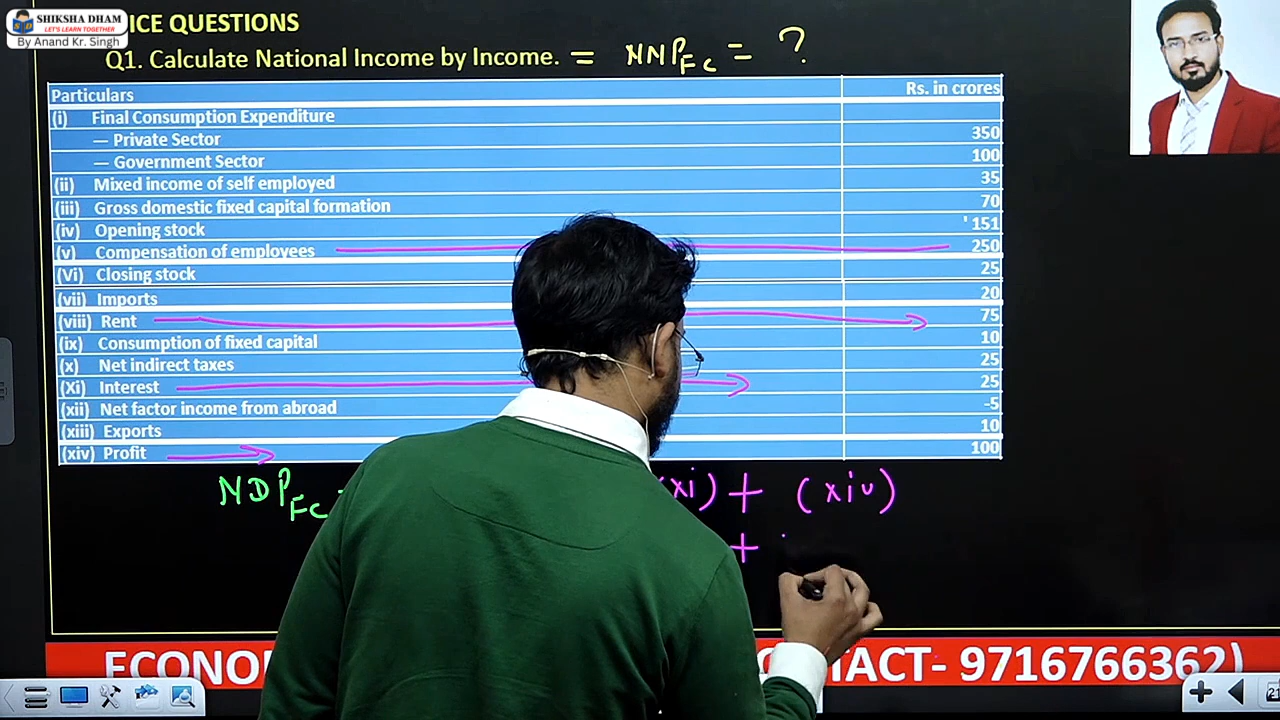 SHIKSHA DHAM
LET'S LEARN TOGETHER
By Anand Kr. Singh
ICE QUESTIONS
Q1. Calculate National Income by Income. = NNP FC = ?
Particulars Rs. in crores
(i) Final Consumption Expenditure
— Private Sector 350
— Government Sector 100
(ii) Mixed income of self employed 35
(iii) Gross domestic fixed capital formation 70
(iv) Opening stock ' 151
(v) Compensation of employees 250
(Vi) Closing stock 25
(vii) Imports 20
(viii) Rent 75
(ix) Consumption of fixed capital 10
(x) Net indirect taxes 25
(Xi) Interest 25
(xii) Net factor income from abroad -5
(xiii) Exports 10
(xiv) Profit 100
NDP FC (xi) + (xiv)
+
ECONO TACT- 9716766362)